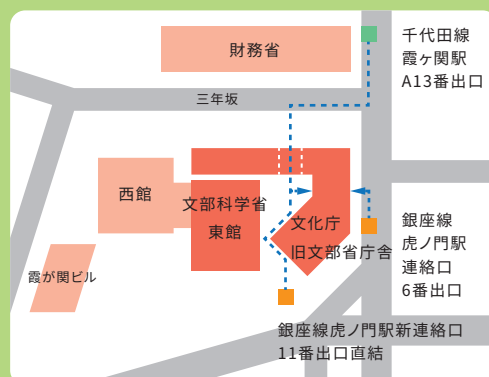 財務省
千代田線
霞ヶ関駅
A13番出口
三年坂
西館
文部科学省
東館
文化庁
旧文部省庁舎
銀座線
虎ノ門駅
連絡口
6番出口
霞が関ビル
銀座線虎ノ門駅新連絡口
11番出口直結